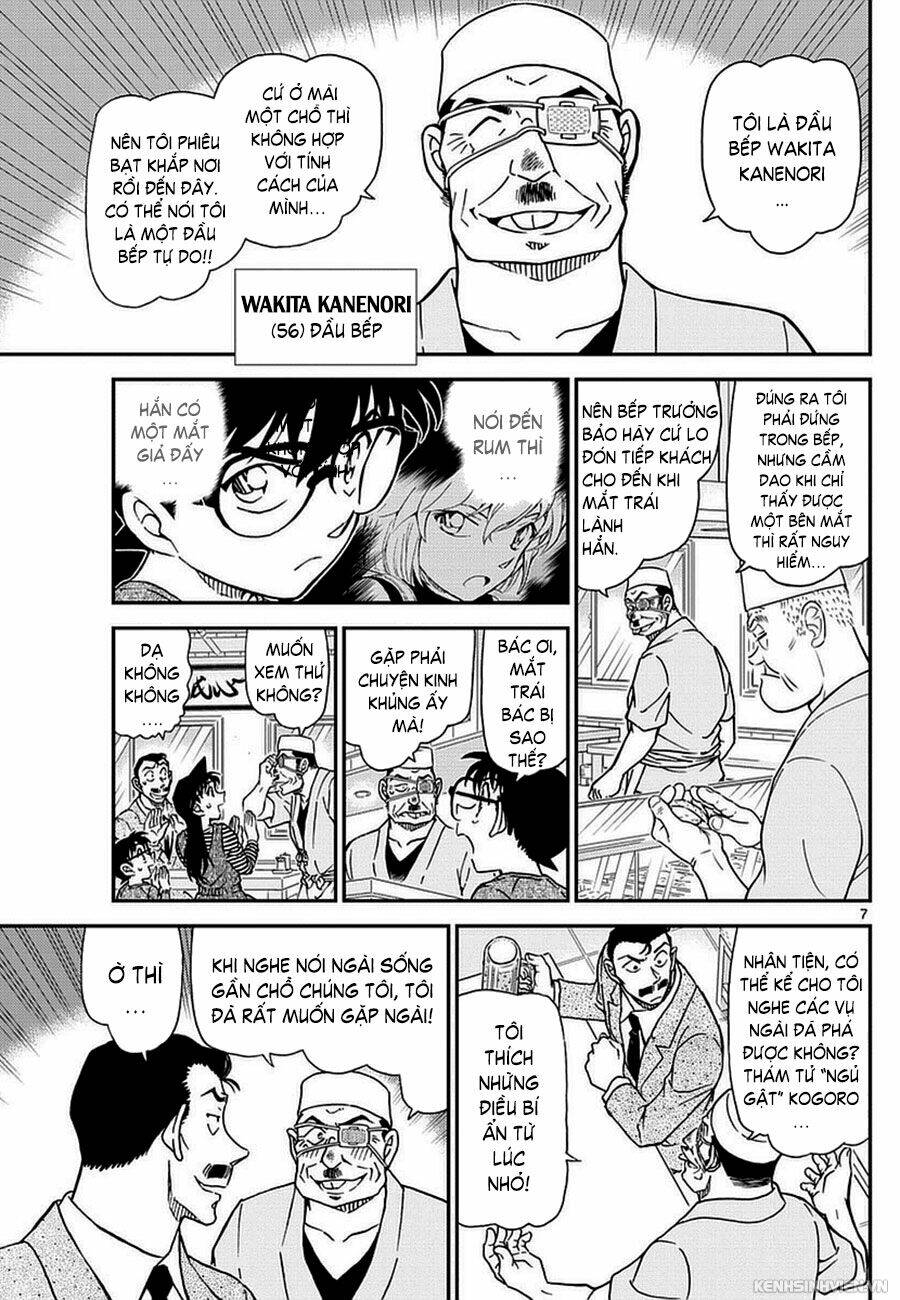 TÔI LÀ ĐẦU
BẾP WAKITA
KANENORI
...
CỨ Ở MÃI
MỘT CHỖ THÌ
KHÔNG HỢP
VỚI TÍNH
CÁCH CỦA
MÌNH...
NÊN TÔI PHIÊU
BẠT KHẮP NƠI
RỒI ĐẾN ĐÂY.
CÓ THỂ NÓI TÔI
LÀ MỘT ĐẦU
BẾP TỰ DO!!
WAKITA KANENORI
(56) ĐẦU BẾP
ĐÚNG RA TÔI
PHẢI ĐỨNG
TRONG BẾP,
NHƯNG CẦM
DAO KHI CHỈ
THẤY ĐƯỢC
MỘT BÊN MẮT
THÌ RẤT NGUY
HIỂM...
NÊN BẾP TRƯỞNG
BẢO HÃY CỨ LO
ĐÓN TIẾP KHÁCH
CHO ĐẾN KHI
MẮT TRÁI
LÀNH
HẲN.
NÓI ĐẾN
RUM THÌ
...
HẮN CÓ
MỘT MẮT
GIẢ ĐẤY
...
BÁC ƠI,
MẮT
TRÁI
BÁC BỊ
SAO
THẾ?
GẶP PHẢI
CHUYỆN KINH
KHỦNG ẤY
MÀ!
MUỐN
XEM THỬ
KHÔNG?
DẠ
KHÔNG
KHÔNG
....
7
NHÂN TIỆN, CÓ
THỂ KỂ CHO TÔI
NGHE CÁC VỤ
NGÀI ĐÃ PHÁ
ĐƯỢC KHÔNG?
THÁM TỬ "NGỦ
GẬT" KOGORO
...
TÔI
THÍCH
NHỮNG
ĐIỀU BÍ
ẨN TỪ
LÚC
NHỎ!
KHI NGHE NÓI NGÀI SỐNG
GẦN CHỖ CHÚNG TÔI, TÔI
ĐÃ RẤT MUỐN GẶP NGÀI!
Ờ THÌ
...
KENHSINHVIEN.VN